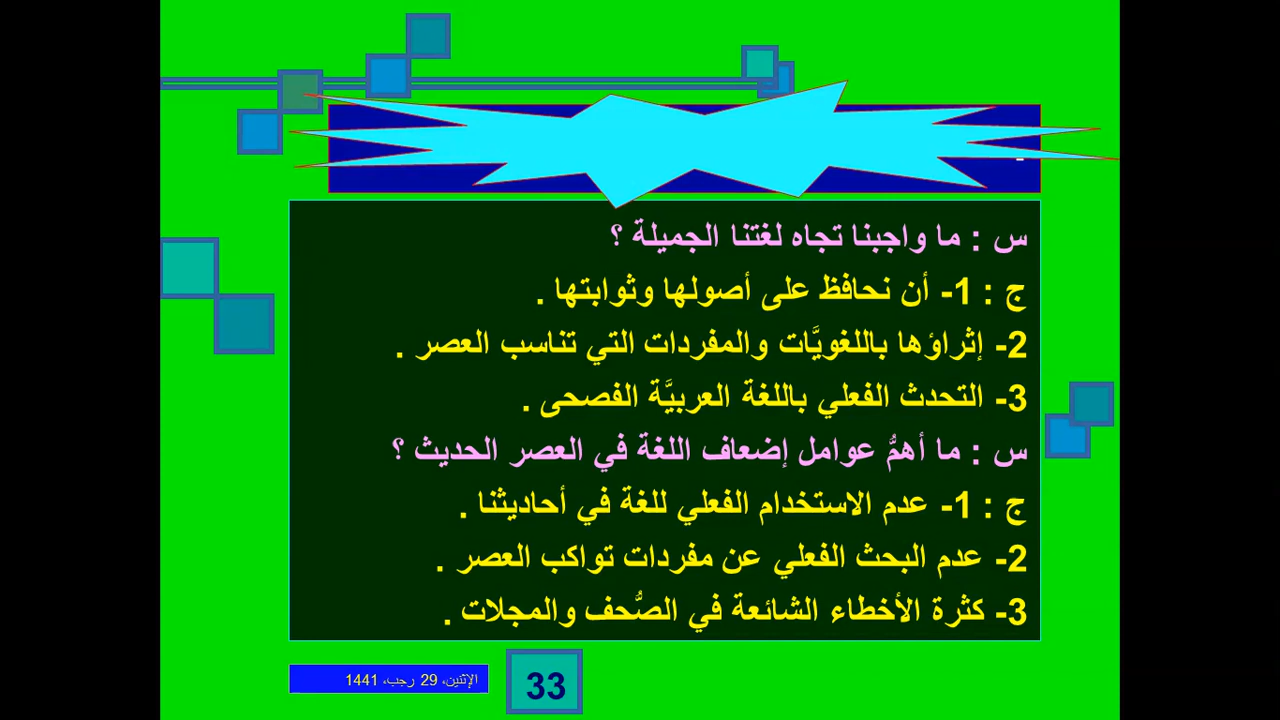 س : ما واجبنا تجاه لغتنا الجميلة ؟
ج : 1- أن نحافظ على أصولها وثوابتها .
2- إثراؤها باللغويَّات والمفردات التي تناسب العصر .
3- التحدث الفعلي باللغة العربيَّة الفصحى .
س : ما أهمُّ عوامل إضعاف اللغة في العصر الحديث ؟
ج : 1- عدم الاستخدام الفعلي للغة في أحاديثنا .
2- عدم البحث الفعلي عن مفردات تواكب العصر .
3- كثرة الأخطاء الشائعة في الصُّحف والمجلات .
الإثنين، 29 رجب، 1441
33